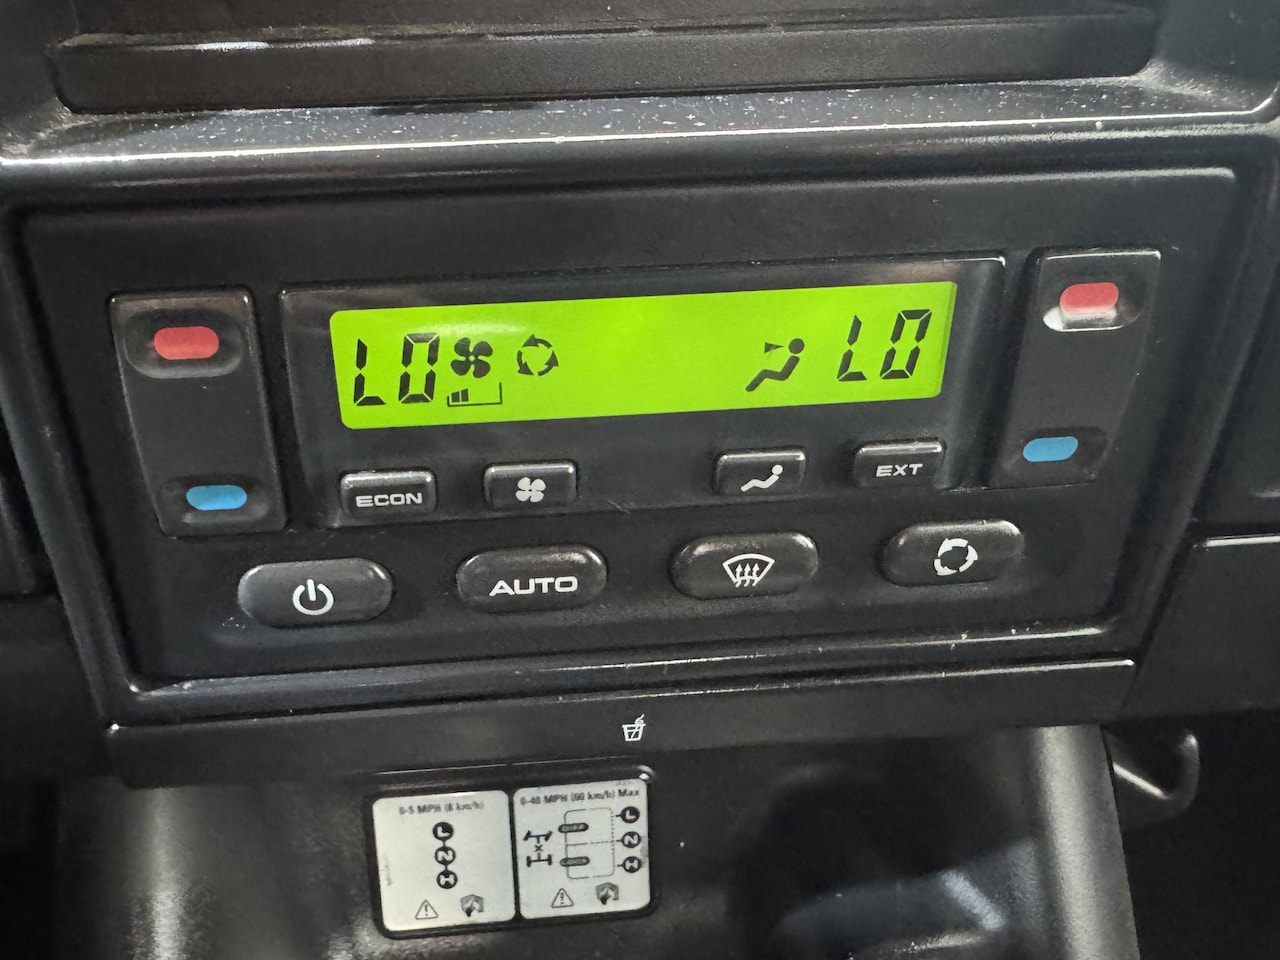 LO
LO
ECON
EXT
AUTO
0-5 MPH (8 km/h)
L
N
H
0-40 MPH (60 km/h) Max
L
N
H